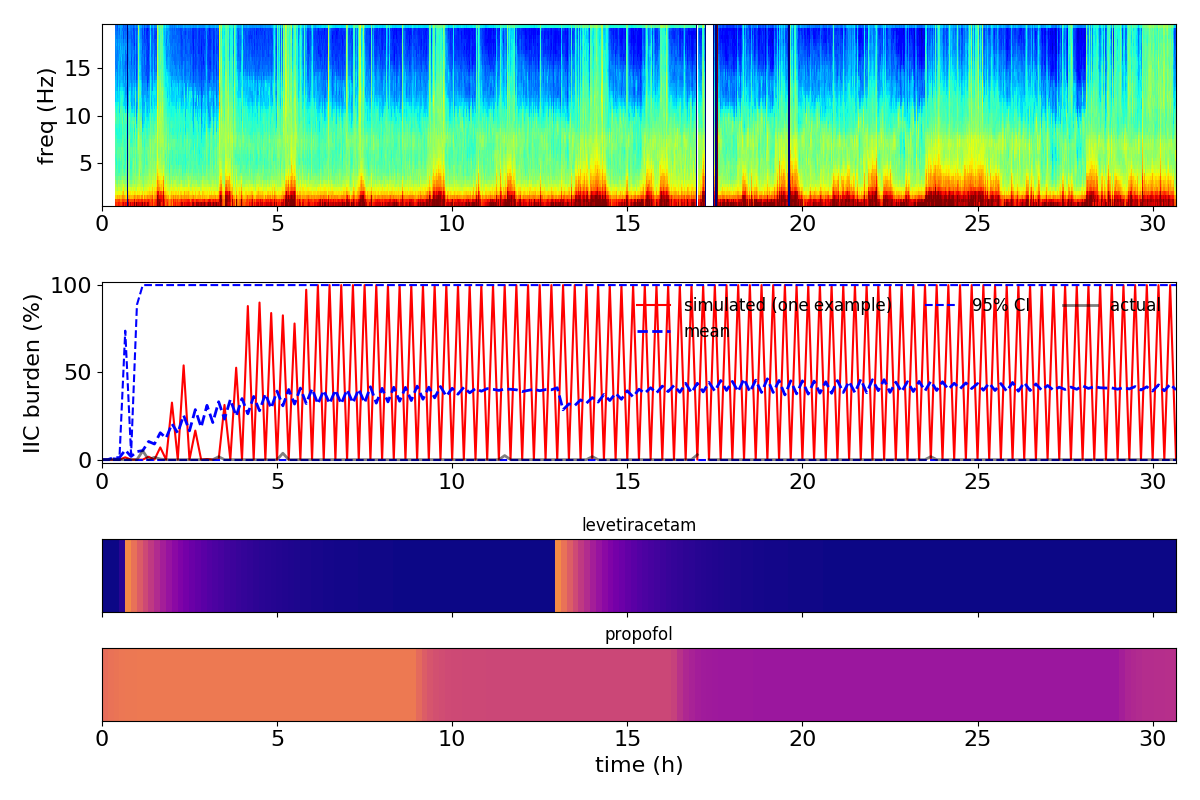 15
10
5
freq (Hz)
0 5 10 15 20 25 30
100
50
0
IIC burden (%)
simulated (one example) 95% CI actual
mean
0 5 10 15 20 25 30
levetiracetam
propofol
0 5 10 15 20 25 30
time (h)